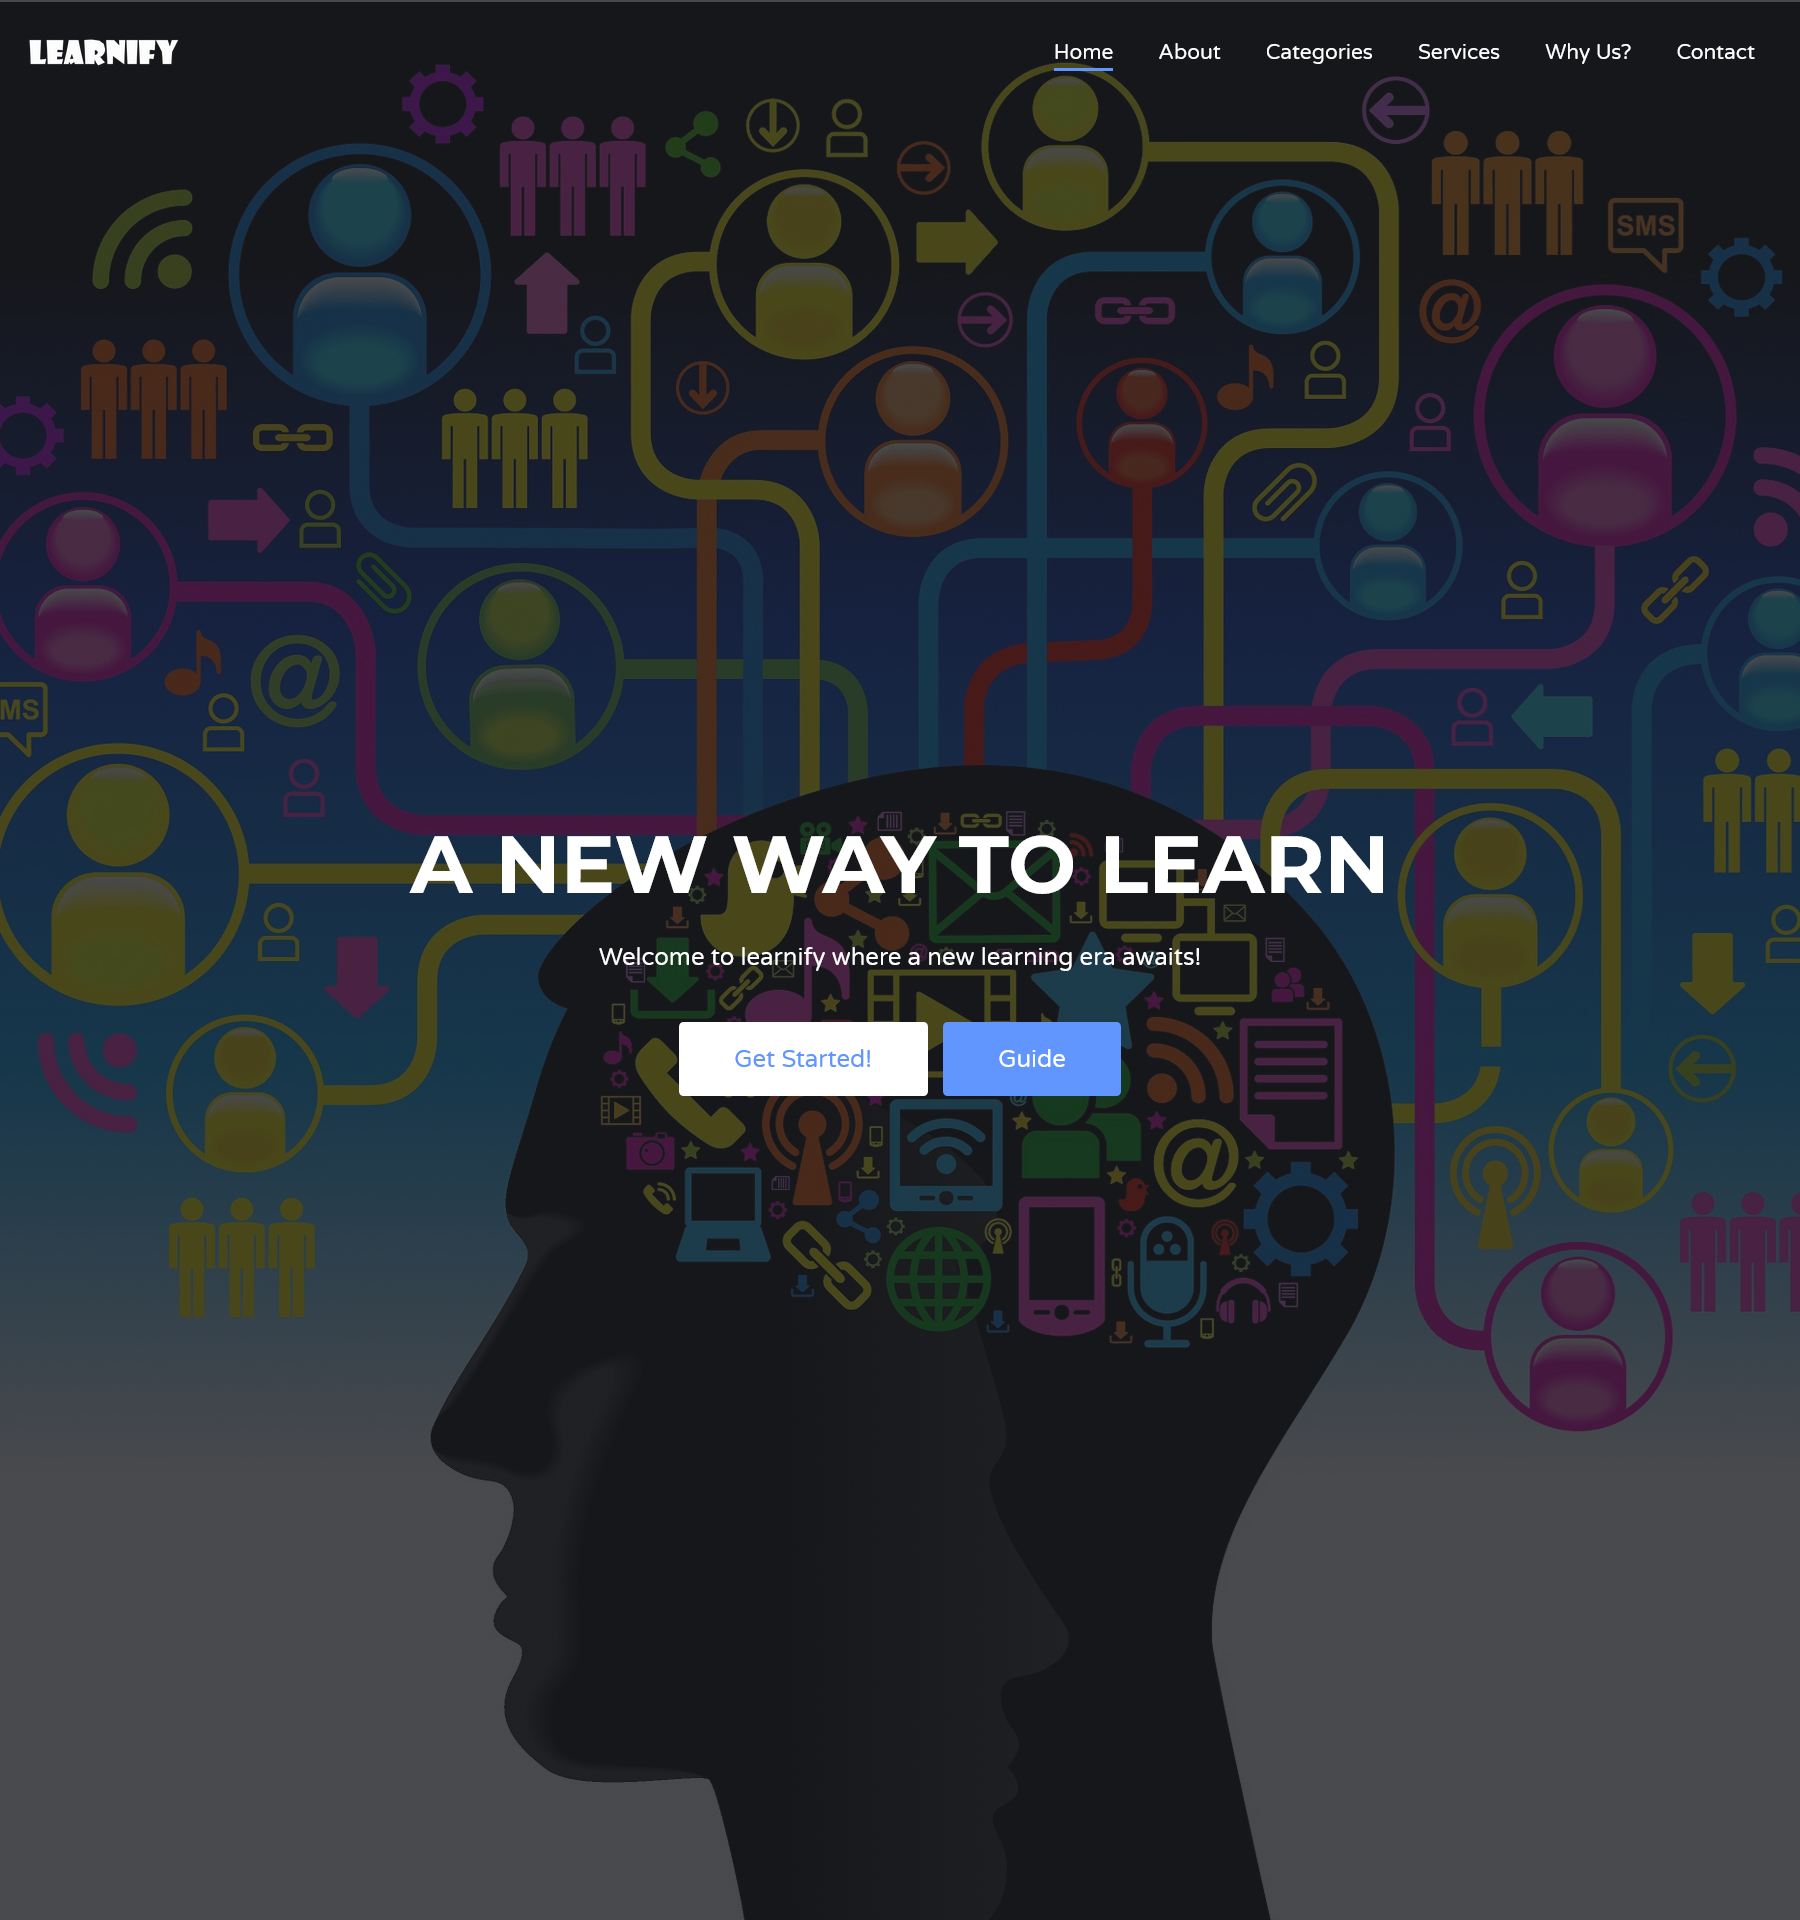 LEARNIFY
Home About Categories Services Why Us? Contact
SMS
MS
A NEW WAY TO LEARN
Welcome to learnify where a new learning era awaits!
Get Started! Guide